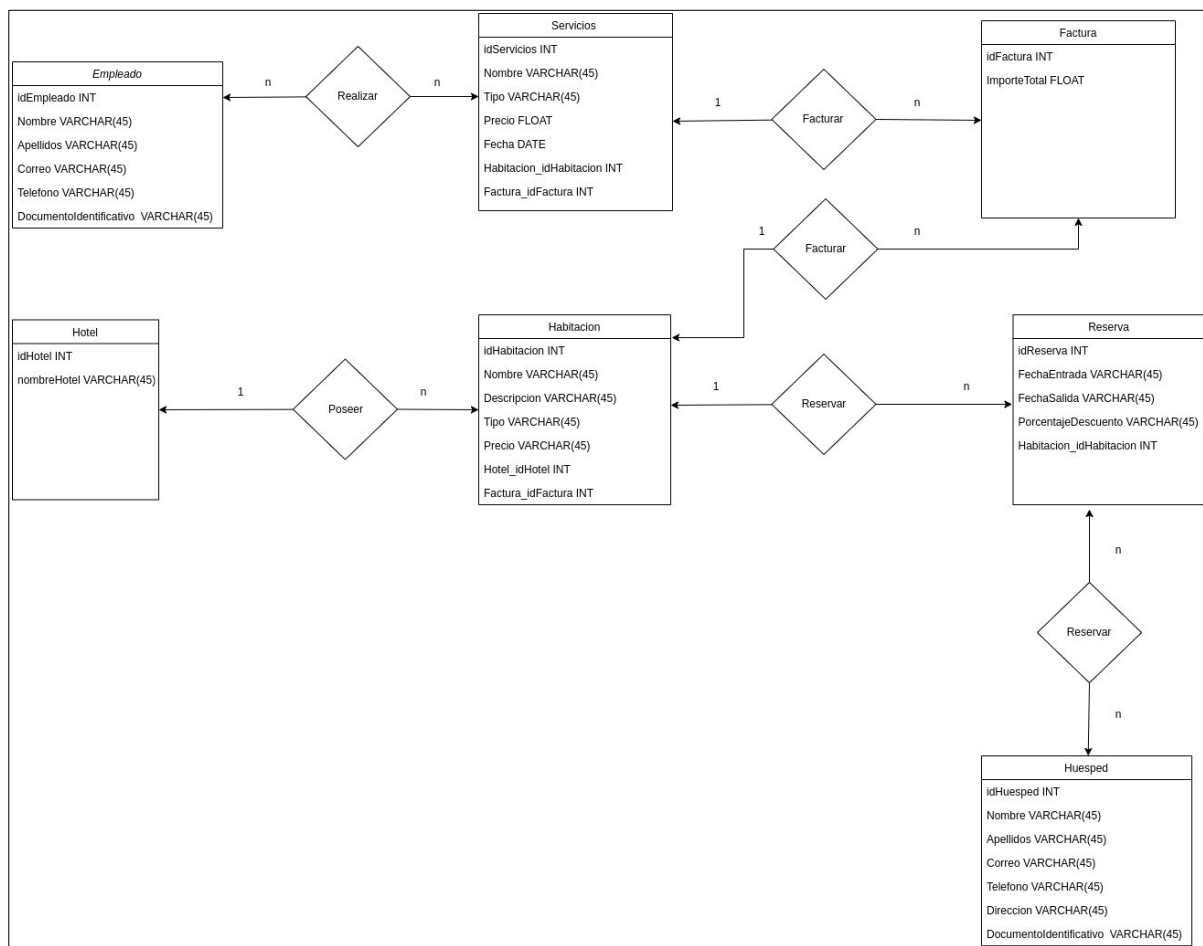 Empleado
idEmpleado INT
Nombre VARCHAR(45)
Apellidos VARCHAR(45)
Correo VARCHAR(45)
Telefono VARCHAR(45)
DocumentoIdentificativo VARCHAR(45)
n
Realizar
n
Servicios
idServicios INT
Nombre VARCHAR(45)
Tipo VARCHAR(45)
Precio FLOAT
Fecha DATE
Habitacion_idHabitacion INT
Factura_idFactura INT
1
Facturar
n
Factura
idFactura INT
ImporteTotal FLOAT
1
Facturar
n
Hotel
idHotel INT
nombreHotel VARCHAR(45)
1
Poseer
n
Habitacion
idHabitacion INT
Nombre VARCHAR(45)
Descripcion VARCHAR(45)
Tipo VARCHAR(45)
Precio VARCHAR(45)
Hotel_idHotel INT
Factura_idFactura INT
1
Reservar
n
Reserva
idReserva INT
FechaEntrada VARCHAR(45)
FechaSalida VARCHAR(45)
PorcentajeDescuento VARCHAR(45)
Habitacion_idHabitacion INT
n
Reservar
n
Huesped
idHuesped INT
Nombre VARCHAR(45)
Apellidos VARCHAR(45)
Correo VARCHAR(45)
Telefono VARCHAR(45)
Direccion VARCHAR(45)
DocumentoIdentificativo VARCHAR(45)